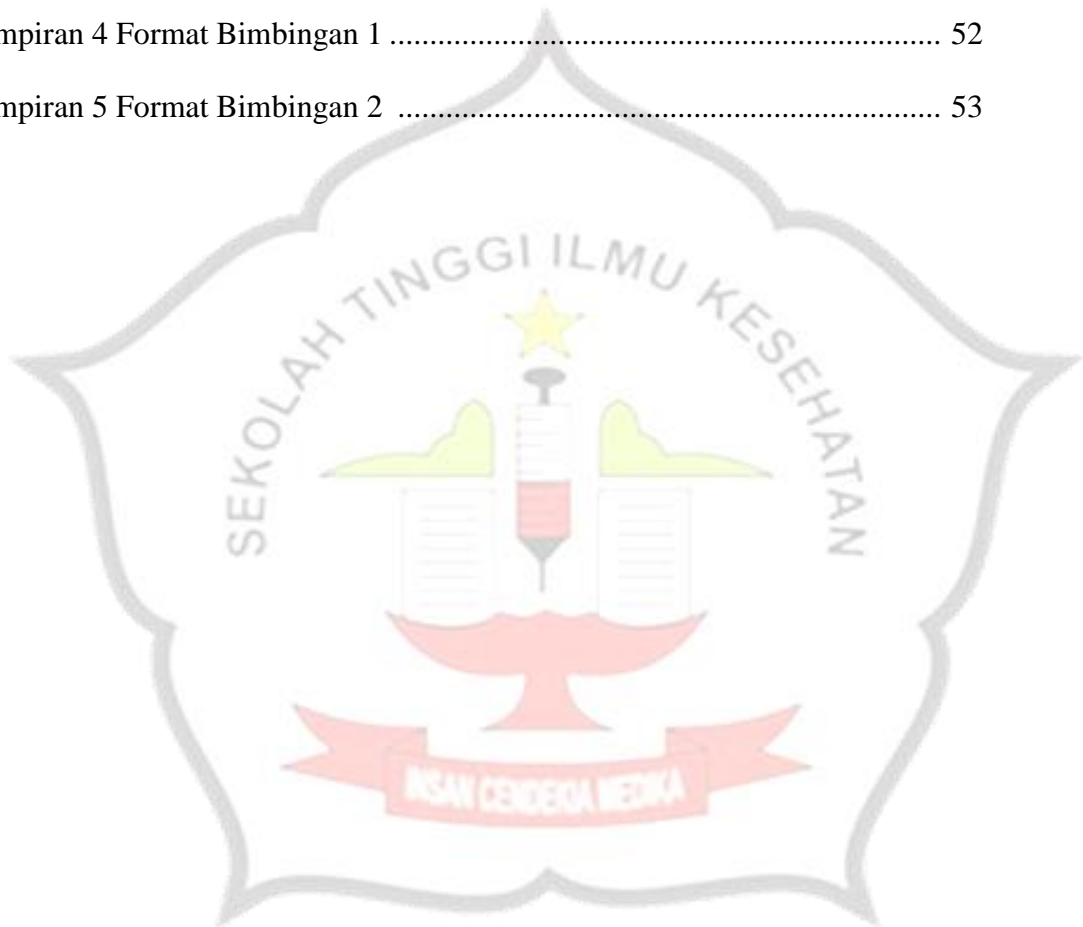 mpiran 4 Format Bimbingan 1 ........................................................... 52
mpiran 5 Format Bimbingan 2 .......................................................... 53
SEKOLAH TINGGI ILMU KESEHATAN
INSAN CENDEKIA MEDIKA